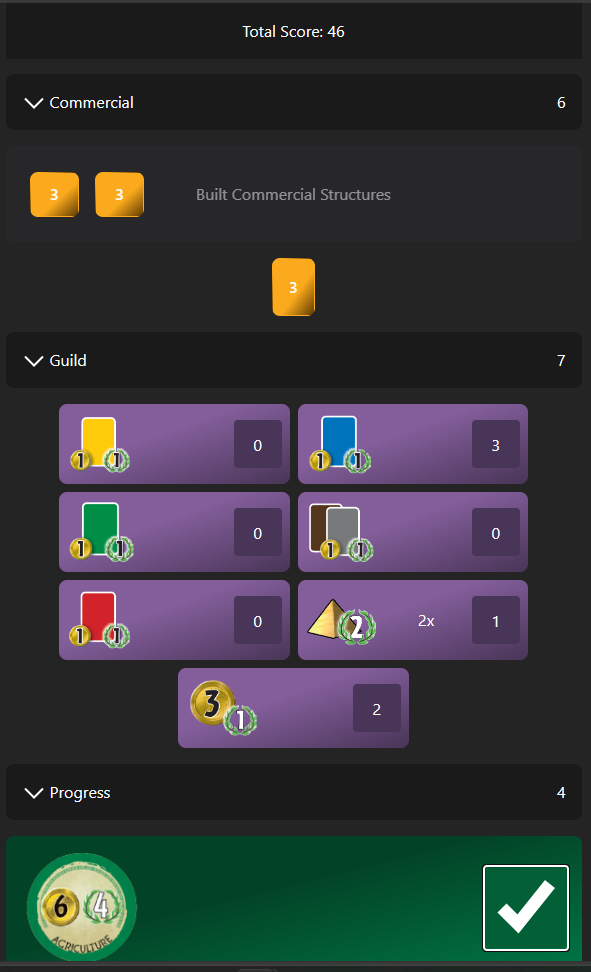 Total Score: 46
Commercial 6
3 3 Built Commercial Structures
3
Guild 7
1 1 0 1 1 3
1 1 0 1 1 0
1 1 0 2 2x 1
3 1 2
Progress 4
6 4
AGRICULTURE